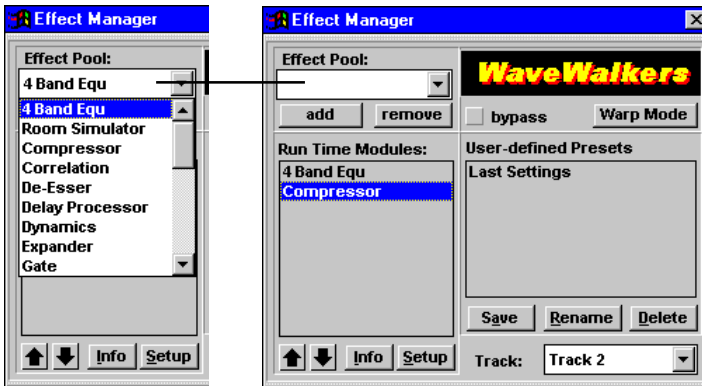 Effect Manager
Effect Pool:
4 Band Equ
4 Band Equ
Room Simulator
Compressor
Correlation
De-Esser
Delay Processor
Dynamics
Expander
Gate
Info
Setup
Effect Manager
Effect Pool:
add
remove
WaveWalkers
bypass
Warp Mode
Run Time Modules:
4 Band Equ
Compressor
User-defined Presets
Last Settings
Save
Rename
Delete
Info
Setup
Track:
Track 2